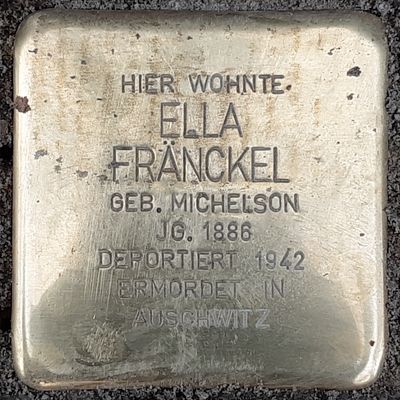 HIER WOHNTE
ELLA
FRÄNCKEL
GEB. MICHELSON
JG. 1886
DEPORTIERT 1942
ERMORDET IN
AUSCHWITZ